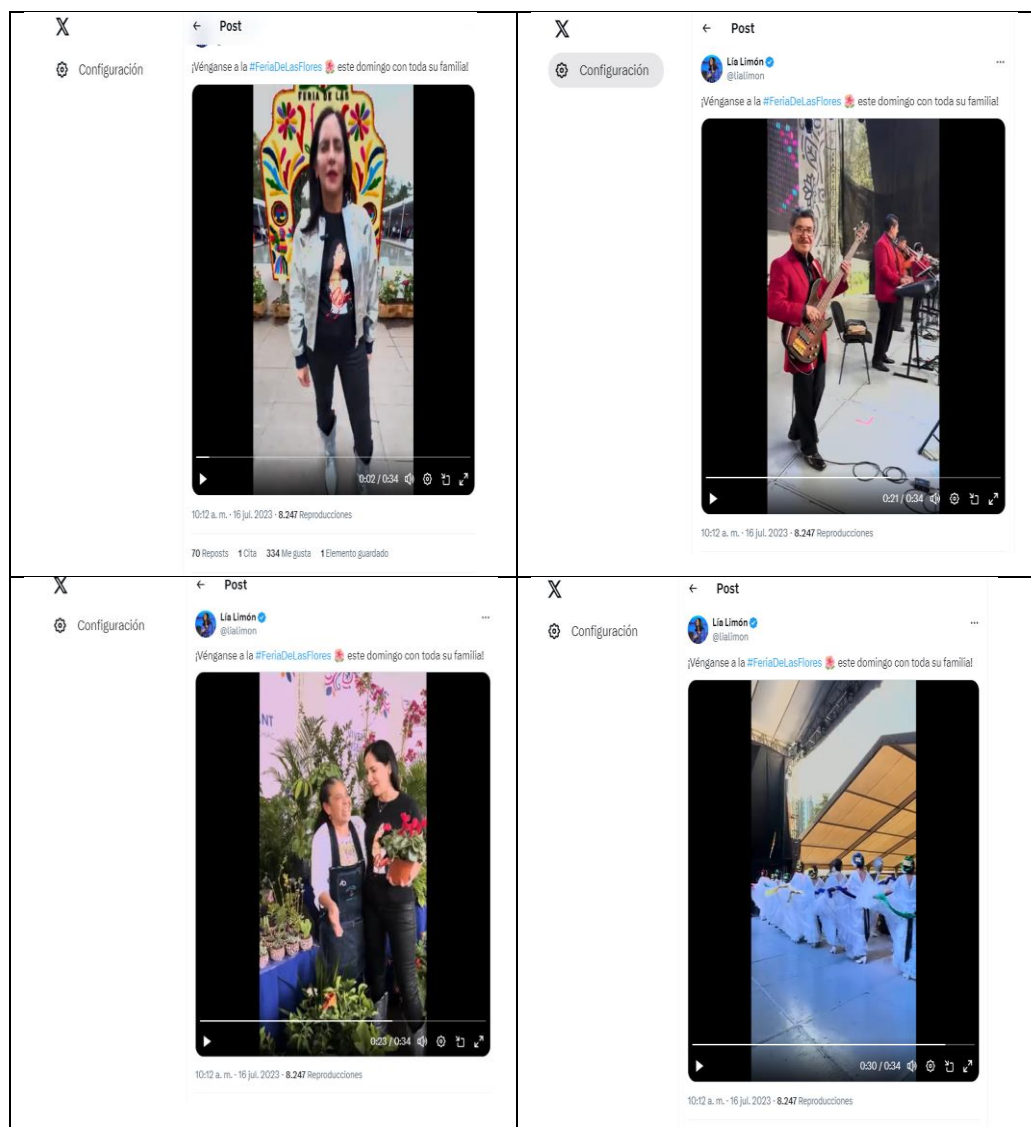 X
← Post
Configuración
¡Vénganse a la #FeriaDeLasFlores 🌺 este domingo con toda su familia!
FERIA DE LAS
0:02 / 0:34
10:12 a. m. · 16 jul. 2023 · 8.247 Reproducciones
70 Reposts 1 Cita 334 Me gusta 1 Elemento guardado
X
← Post
Configuración
Lía Limón
@lialimon
¡Vénganse a la #FeriaDeLasFlores 🌺 este domingo con toda su familia!
0:21 / 0:34
10:12 a. m. · 16 jul. 2023 · 8.247 Reproducciones
X
← Post
Configuración
Lía Limón
@lialimon
¡Vénganse a la #FeriaDeLasFlores 🌺 este domingo con toda su familia!
0:23 / 0:34
10:12 a. m. · 16 jul. 2023 · 8.247 Reproducciones
X
← Post
Configuración
Lía Limón
@lialimon
¡Vénganse a la #FeriaDeLasFlores 🌺 este domingo con toda su familia!
0:30 / 0:34
10:12 a. m. · 16 jul. 2023 · 8.247 Reproducciones